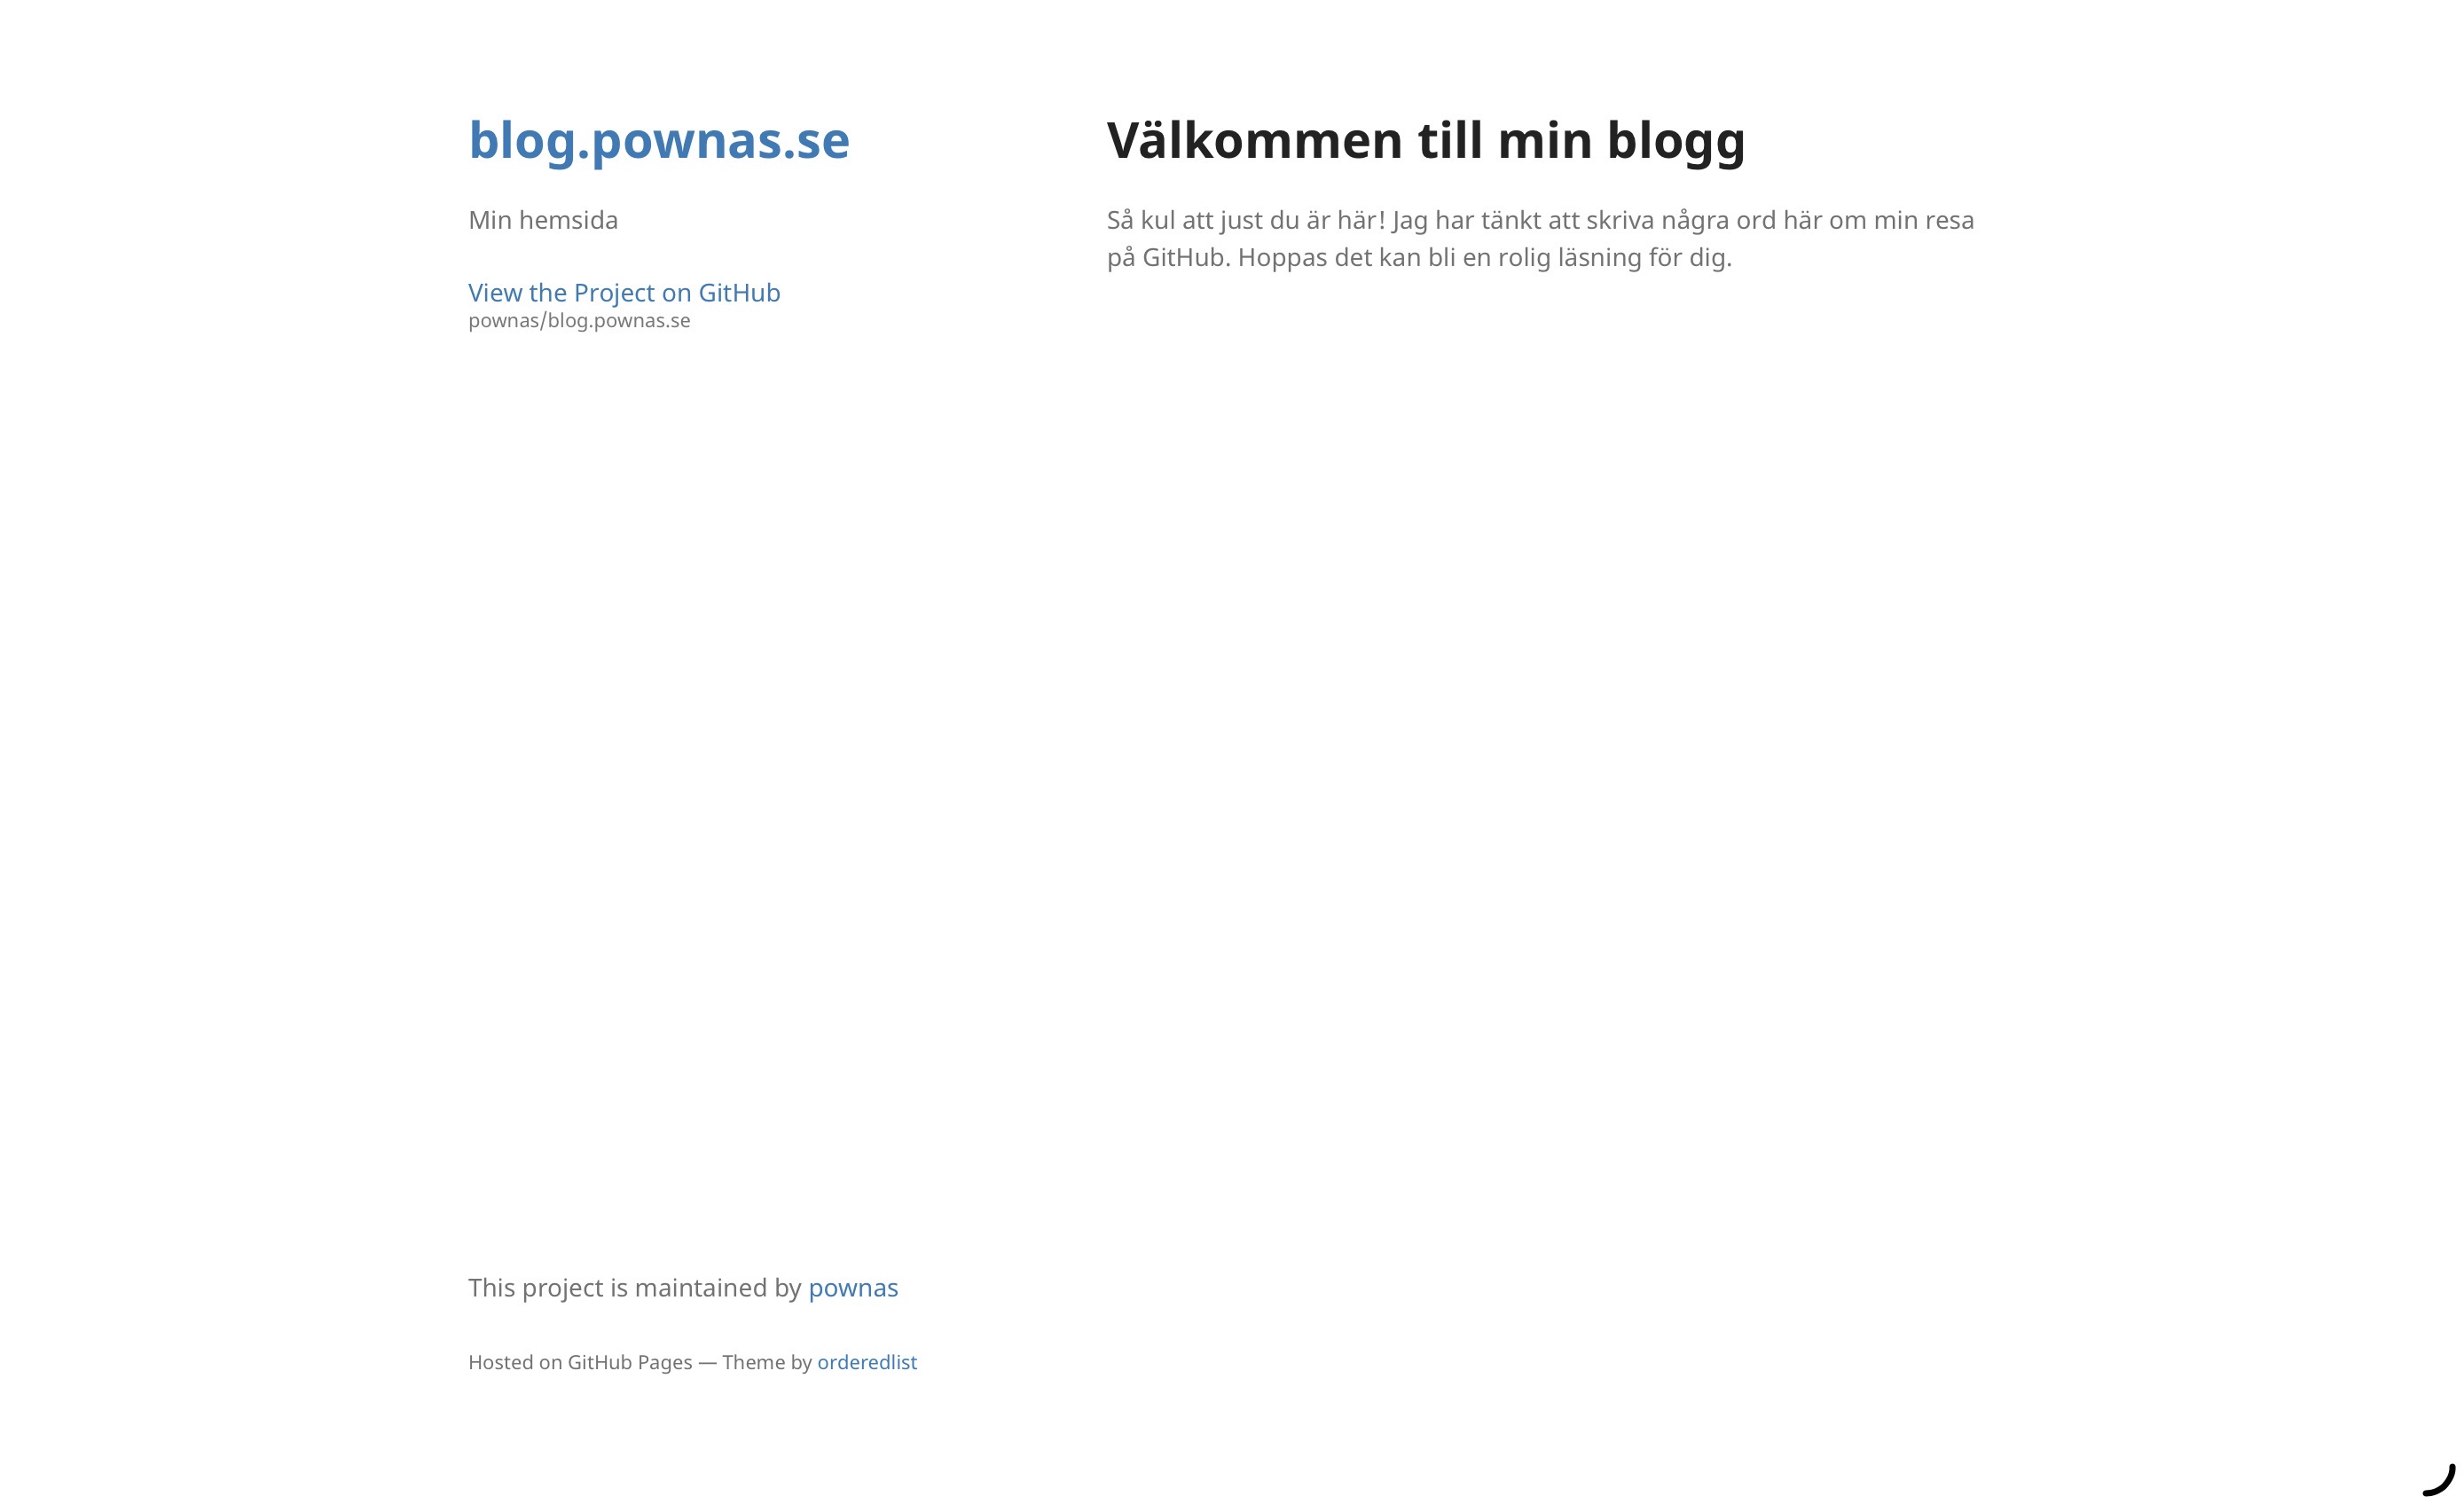 blog.pownas.se
Min hemsida
View the Project on GitHub
pownas/blog.pownas.se
Välkommen till min blogg
Så kul att just du är här! Jag har tänkt att skriva några ord här om min resa
på GitHub. Hoppas det kan bli en rolig läsning för dig.
This project is maintained by pownas
Hosted on GitHub Pages — Theme by orderedlist